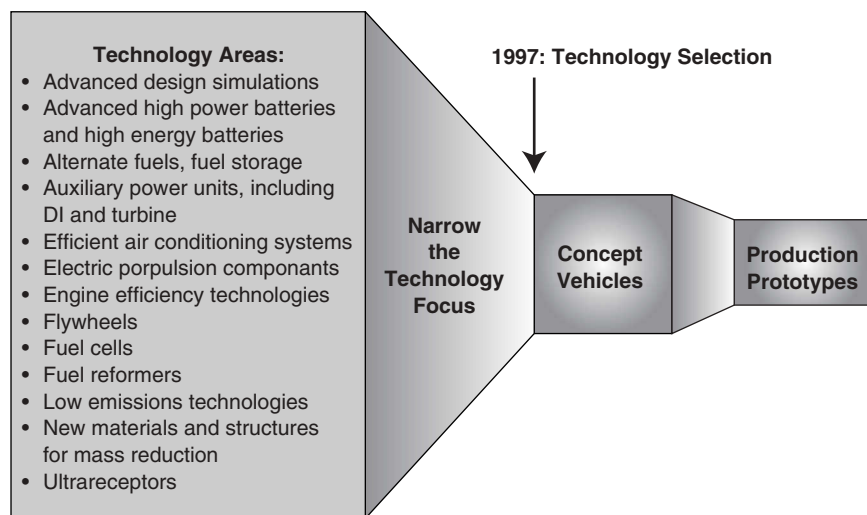 Technology Areas:
• Advanced design simulations
• Advanced high power batteries
and high energy batteries
• Alternate fuels, fuel storage
• Auxiliary power units, including
DI and turbine
• Efficient air conditioning systems
• Electric porpulsion componants
• Engine efficiency technologies
• Flywheels
• Fuel cells
• Fuel reformers
• Low emissions technologies
• New materials and structures
for mass reduction
• Ultrareceptors
Narrow
the
Technology
Focus
1997: Technology Selection
Concept
Vehicles
Production
Prototypes